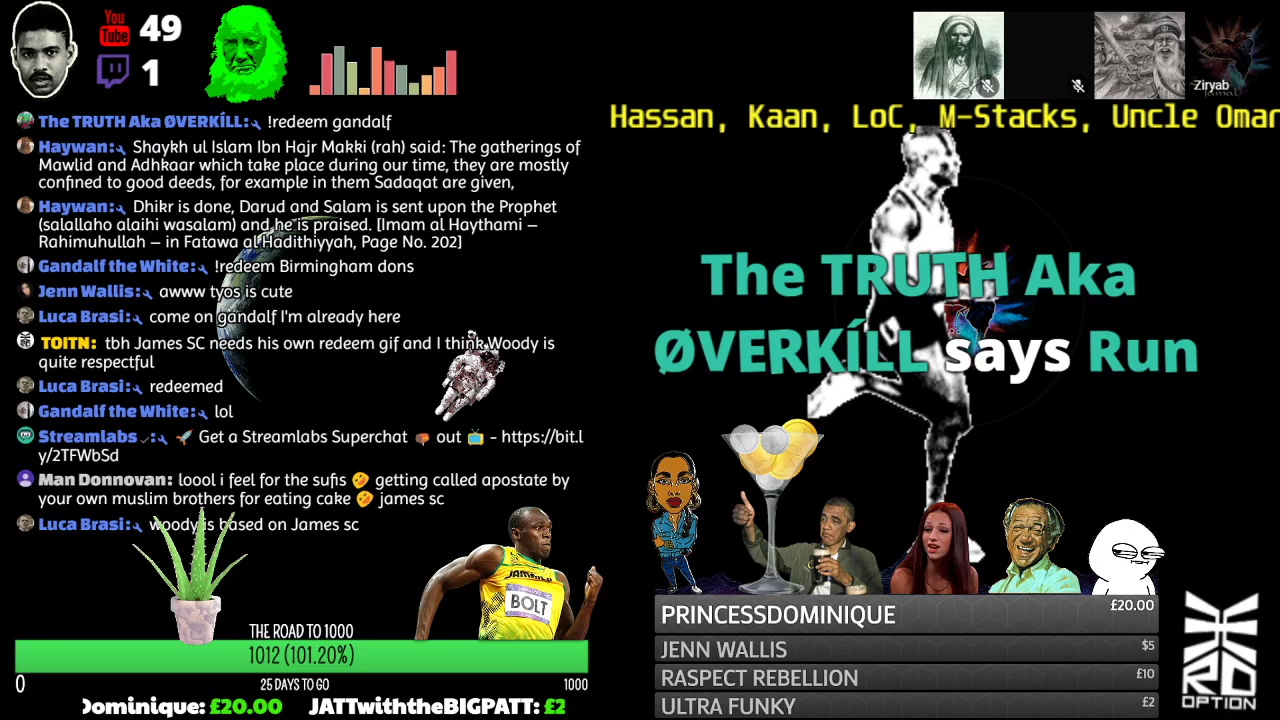 You
Tube
49
1
Ziryab
Jamal
Hassan, Kaan, LoC, M-Stacks, Uncle Omar
The TRUTH Aka ØVERKÍLL: !redeem gandalf
Haywan: Shaykh ul Islam Ibn Hajr Makki (rah) said: The gatherings of
Mawlid and Adhkaar which take place during our time, they are mostly
confined to good deeds, for example in them Sadaqat are given,
Haywan: Dhikr is done, Darud and Salam is sent upon the Prophet
(salallaho alaihi wasalam) and he is praised. [Imam al Haythami –
Rahimuhullah – in Fatawa al Hadithiyyah, Page No. 202]
Gandalf the White: !redeem Birmingham dons
Jenn Wallis: awww tyos is cute
Luca Brasi: come on gandalf I'm already here
TOITN: tbh James SC needs his own redeem gif and I think Woody is
quite respectful
Luca Brasi: redeemed
Gandalf the White: lol
Streamlabs ✓: 🚀 Get a Streamlabs Superchat out 📺 - https://bit.l
y/2TFWbSd
Man Donnovan: loool i feel for the sufis 🤣 getting called apostate by
your own muslim brothers for eating cake 🤣 james sc
Luca Brasi: woody is based on James sc
The TRUTH Aka
ØVERKÍLL says Run
BOLT
THE ROAD TO 1000
1012 (101.20%)
0
25 DAYS TO GO
1000
Dominique: £20.00 JATTwiththeBIGPATT: £2
PRINCESSDOMINIQUE £20.00
JENN WALLIS $5
RASPECT REBELLION £10
ULTRA FUNKY £2
OPTION